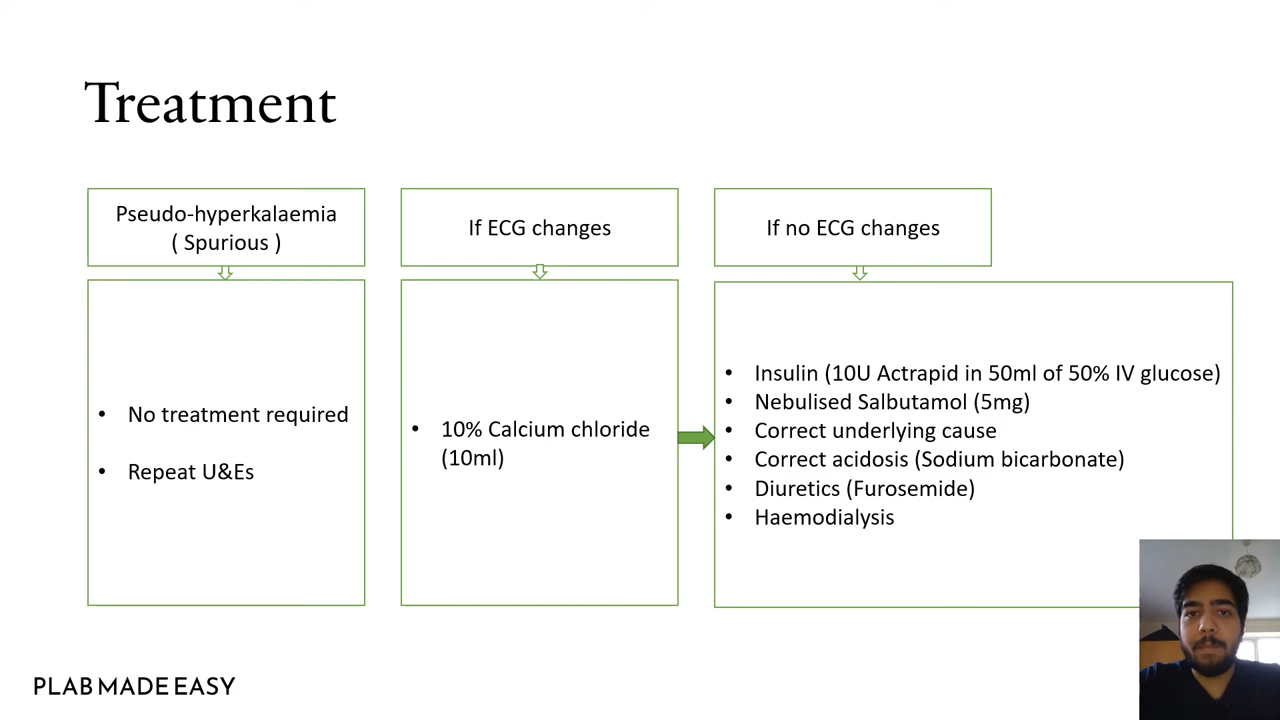 Treatment
Pseudo-hyperkalaemia
( Spurious )
• No treatment required
• Repeat U&Es
If ECG changes
• 10% Calcium chloride
(10ml)
If no ECG changes
• Insulin (10U Actrapid in 50ml of 50% IV glucose)
• Nebulised Salbutamol (5mg)
• Correct underlying cause
• Correct acidosis (Sodium bicarbonate)
• Diuretics (Furosemide)
• Haemodialysis
PLAB MADE EASY